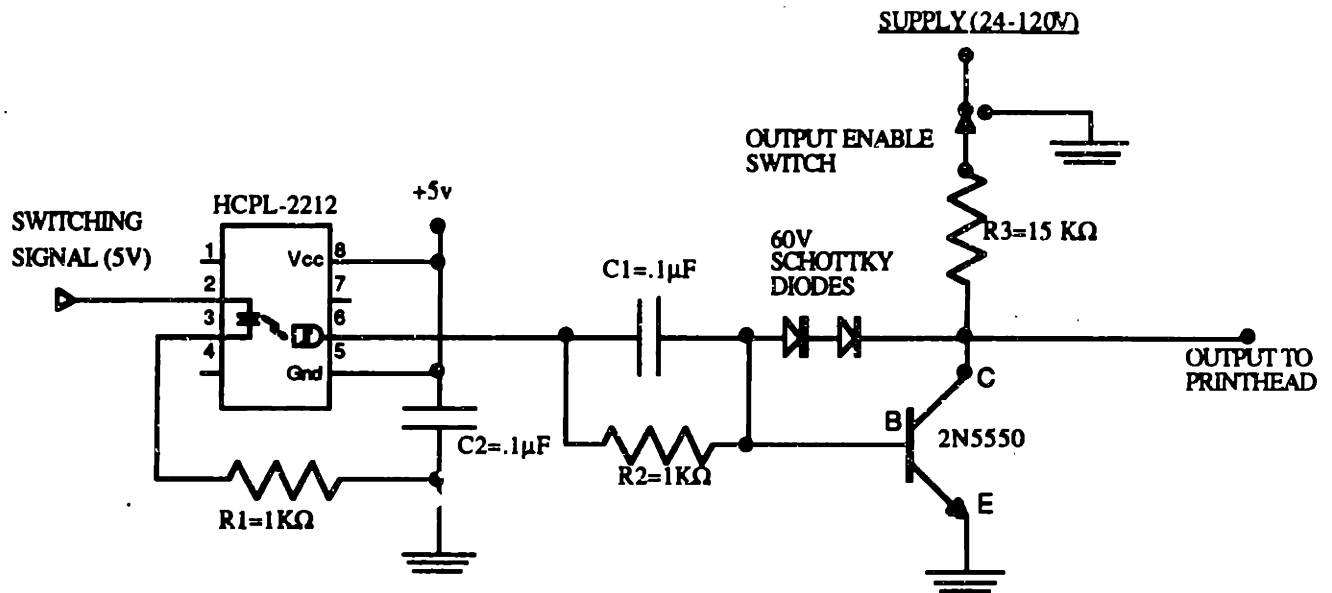 SUPPLY (24-120V)
OUTPUT ENABLE
SWITCH
HCPL-2212
+5v
SWITCHING
SIGNAL (5V)
1
Vcc
8
2
7
3
6
4
5
Gnd
C1=.1µF
60V
SCHOTTKY
DIODES
R3=15 KΩ
OUTPUT TO
PRINTHEAD
C
B
2N5550
E
C2=.1µF
R2=1KΩ
R1=1KΩ